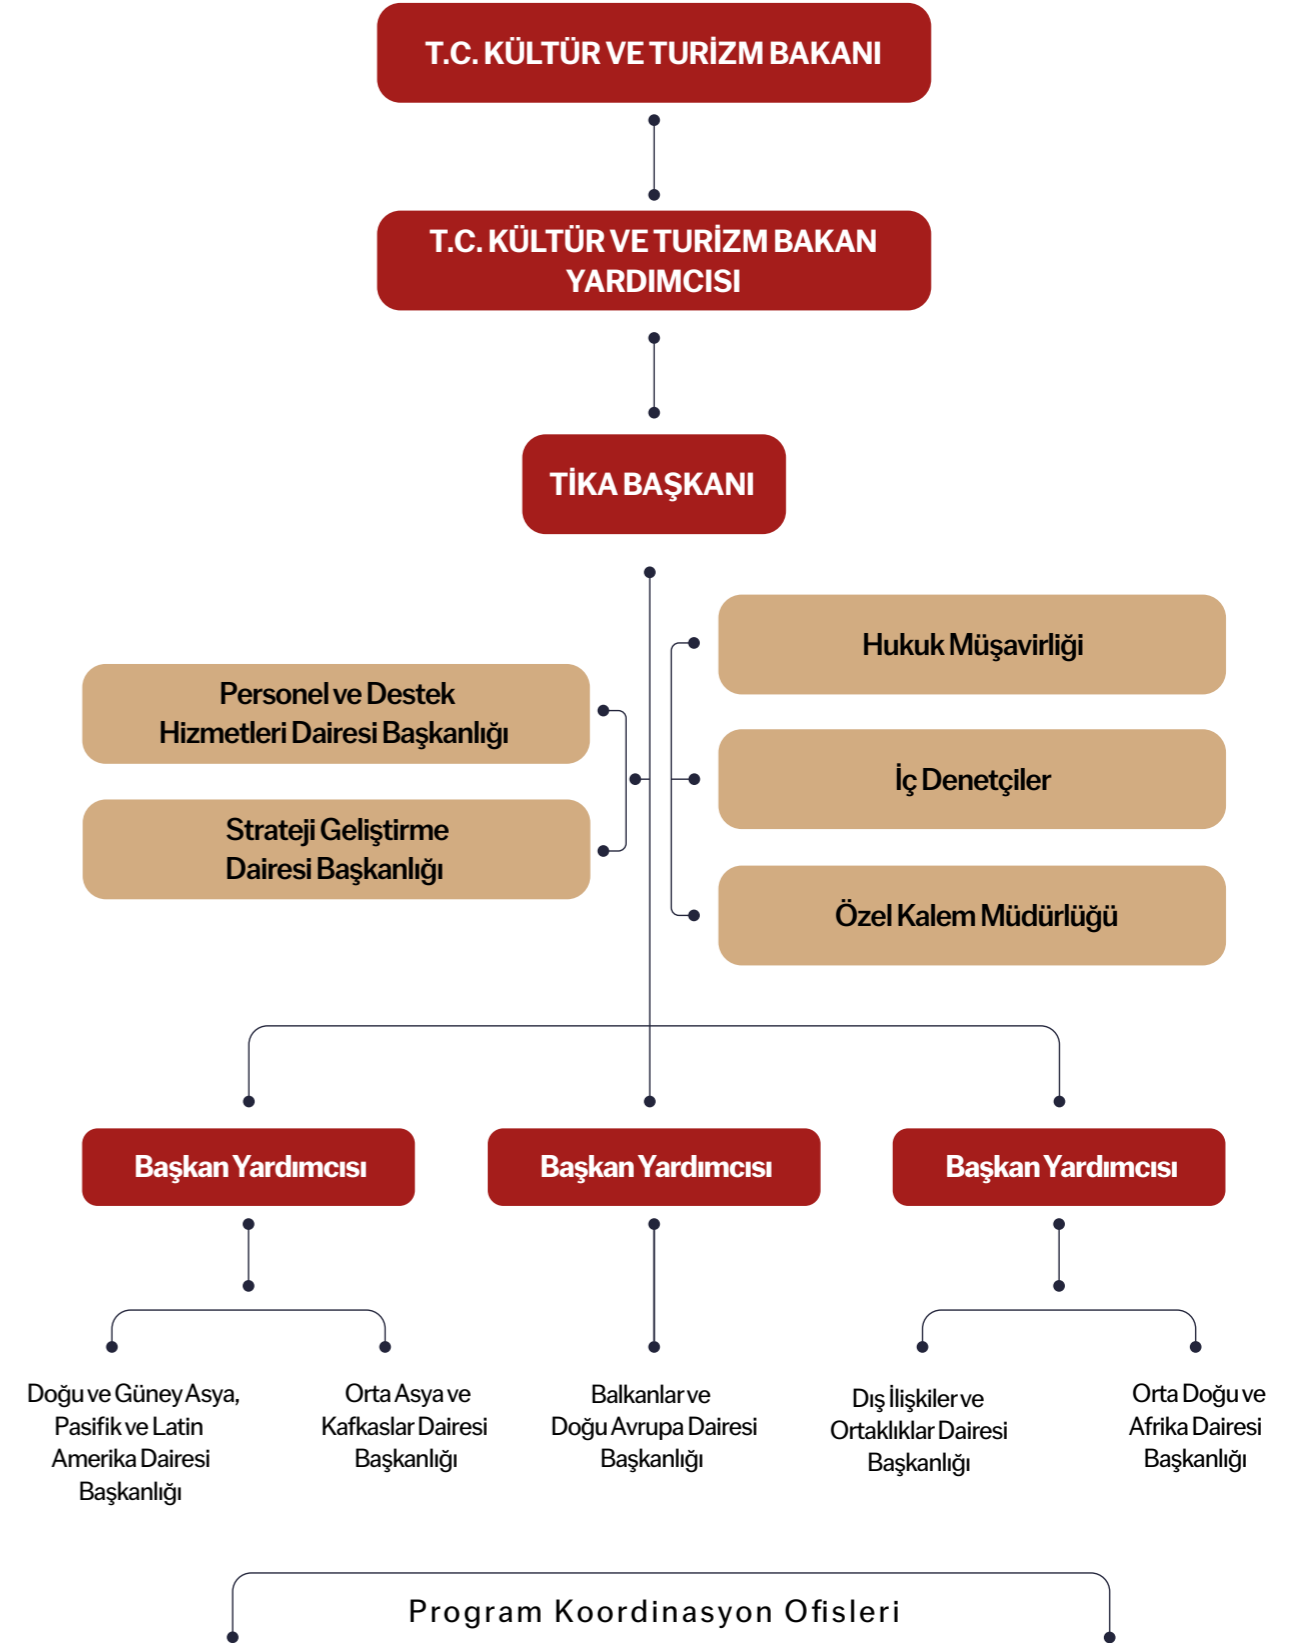 T.C. KÜLTÜR VE TURİZM BAKANI
T.C. KÜLTÜR VE TURİZM BAKAN
YARDIMCISI
TİKA BAŞKANI
Hukuk Müşavirliği
Personel ve Destek
Hizmetleri Dairesi Başkanlığı
İç Denetçiler
Strateji Geliştirme
Dairesi Başkanlığı
Özel Kalem Müdürlüğü
Başkan Yardımcısı
Başkan Yardımcısı
Başkan Yardımcısı
Doğu ve Güney Asya,
Pasifik ve Latin
Amerika Dairesi
Başkanlığı
Orta Asya ve
Kafkaslar Dairesi
Başkanlığı
Balkanlar ve
Doğu Avrupa Dairesi
Başkanlığı
Dış İlişkiler ve
Ortaklıklar Dairesi
Başkanlığı
Orta Doğu ve
Afrika Dairesi
Başkanlığı
Program Koordinasyon Ofisleri